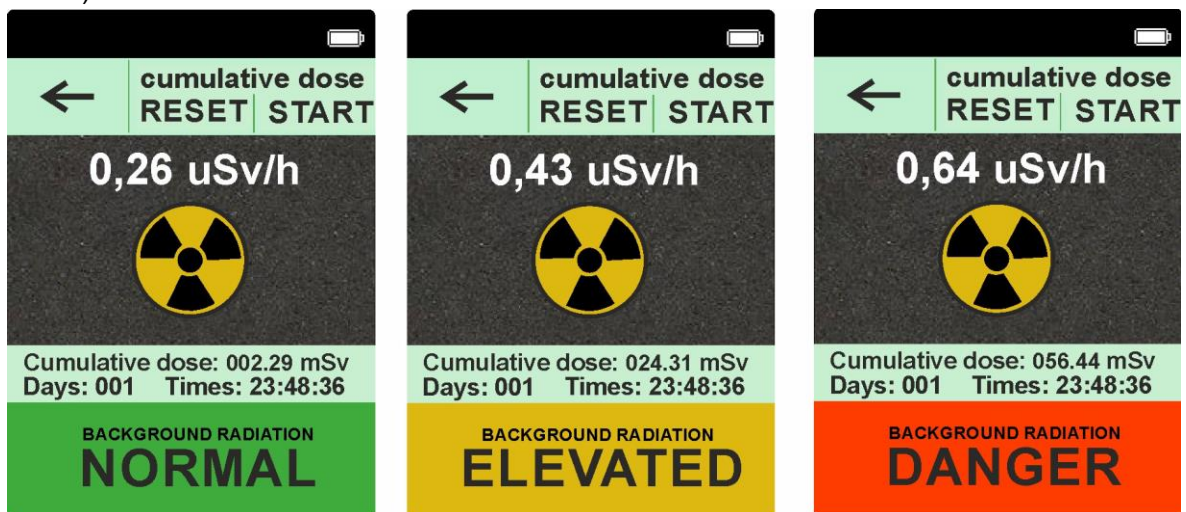 cumulative dose
RESET START
0,26 uSv/h
Cumulative dose: 002.29 mSv
Days: 001 Times: 23:48:36
BACKGROUND RADIATION
NORMAL
cumulative dose
RESET START
0,43 uSv/h
Cumulative dose: 024.31 mSv
Days: 001 Times: 23:48:36
BACKGROUND RADIATION
ELEVATED
cumulative dose
RESET START
0,64 uSv/h
Cumulative dose: 056.44 mSv
Days: 001 Times: 23:48:36
BACKGROUND RADIATION
DANGER